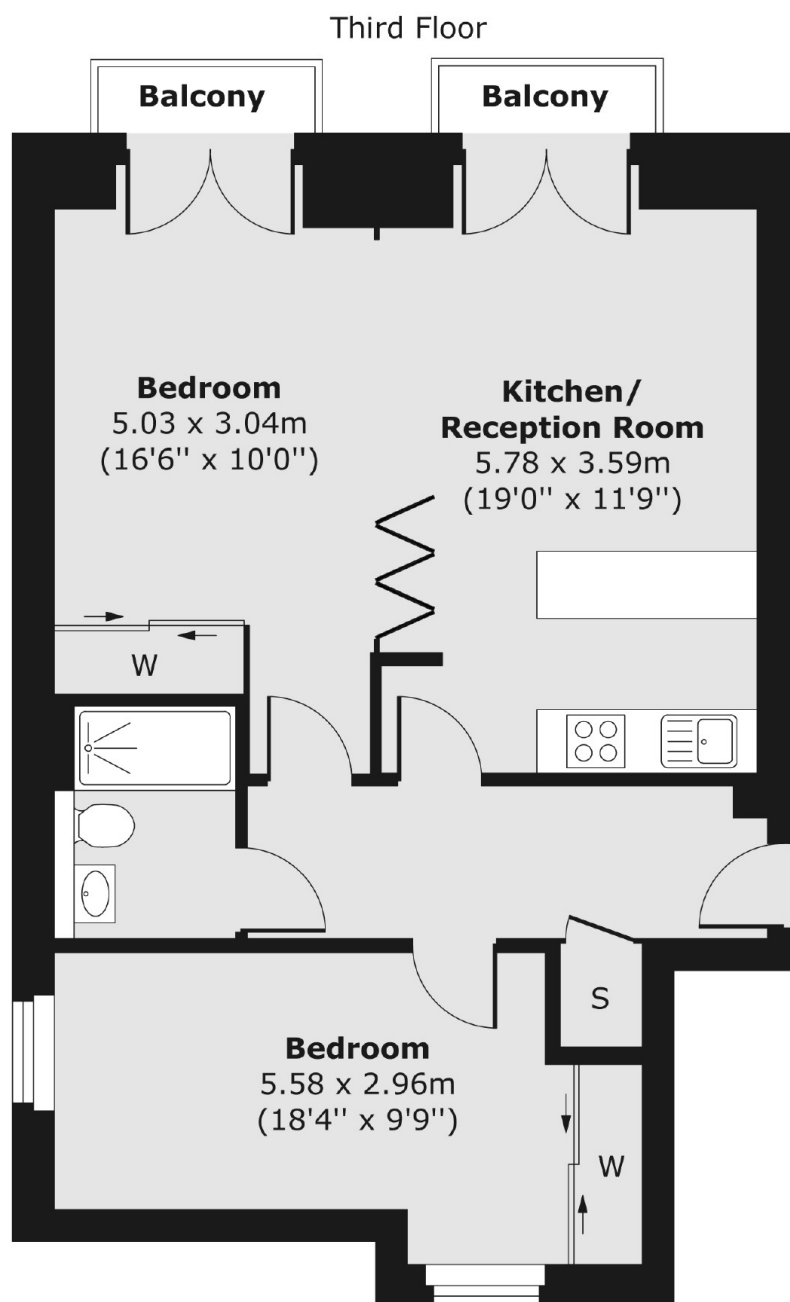 Third Floor
Balcony
Balcony
Bedroom
5.03 x 3.04m
(16'6" x 10'0")
Kitchen/
Reception Room
5.78 x 3.59m
(19'0" x 11'9")
W
S
Bedroom
5.58 x 2.96m
(18'4" x 9'9")
W